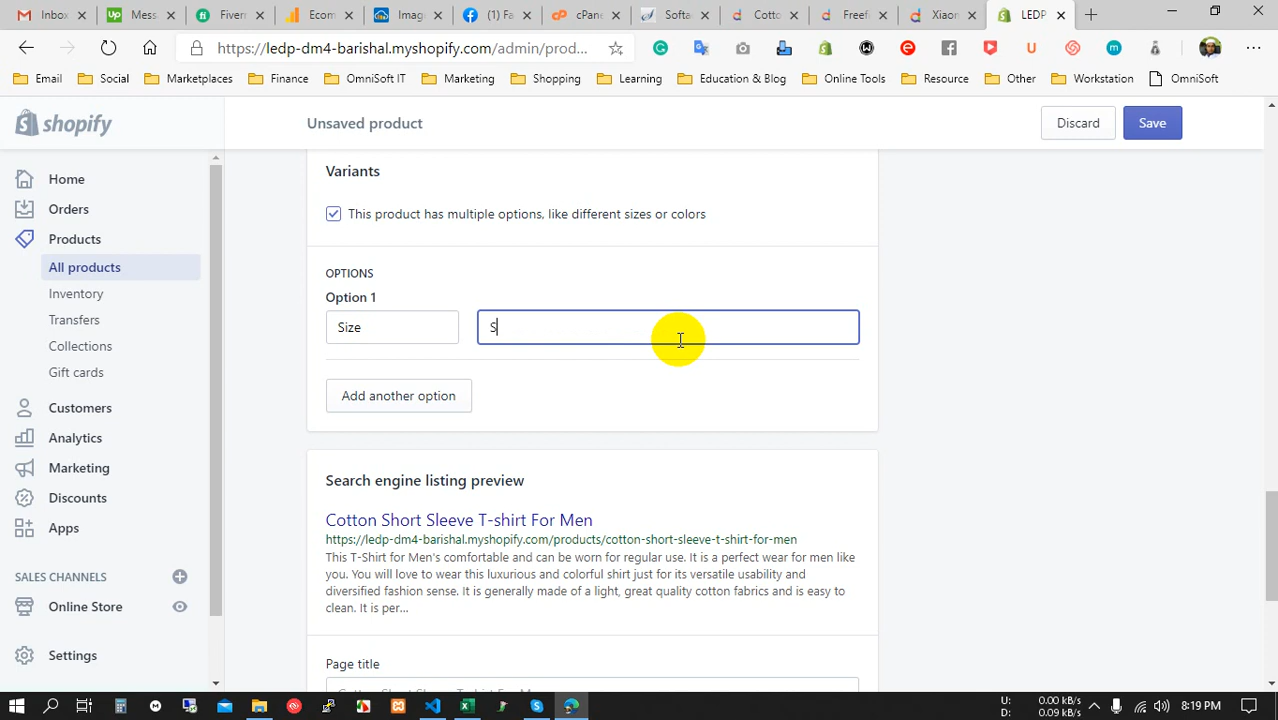 Inbox
Mess
Fiverr
Ecom
Imag
(1) Fa
cPane
Softa
Cotto
Freefi
Xiaon
LEDP
https://ledp-dm4-barishal.myshopify.com/admin/prod...
Email
Social
Marketplaces
Finance
OmniSoft IT
Marketing
Shopping
Learning
Education & Blog
Online Tools
Resource
Other
Workstation
OmniSoft
shopify
Unsaved product
Discard
Save
Home
Orders
Products
All products
Inventory
Transfers
Collections
Gift cards
Customers
Analytics
Marketing
Discounts
Apps
SALES CHANNELS
Online Store
Settings
Variants
This product has multiple options, like different sizes or colors
OPTIONS
Option 1
Size
S
Add another option
Search engine listing preview
Cotton Short Sleeve T-shirt For Men
https://ledp-dm4-barishal.myshopify.com/products/cotton-short-sleeve-t-shirt-for-men
This T-Shirt for Men's comfortable and can be worn for regular use. It is a perfect wear for men like
you. You will love to wear this luxurious and colorful shirt just for its versatile usability and
diversified fashion sense. It is generally made of a light, great quality cotton fabrics and is easy to
clean. It is per...
Page title
U: 0.00 kB/s
D: 0.09 kB/s
8:19 PM